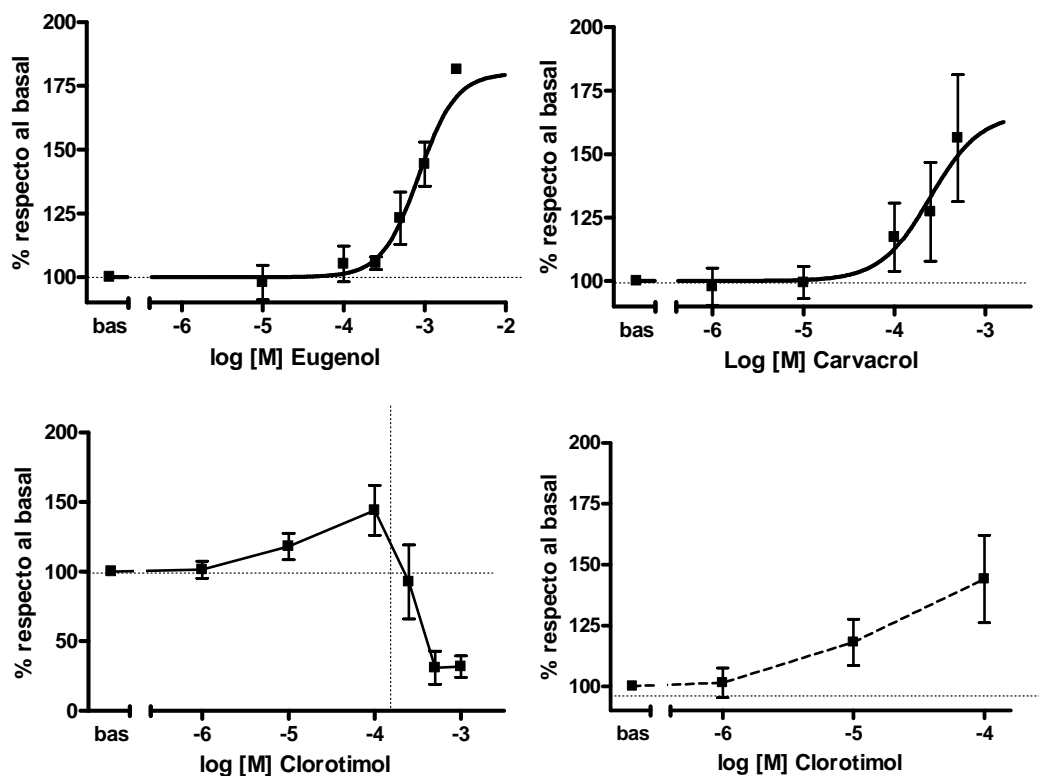 % respecto al basal
200
175
150
125
100
bas -6 -5 -4 -3 -2
log [M] Eugenol
% respecto al basal
200
175
150
125
100
bas -6 -5 -4 -3
Log [M] Carvacrol
% respecto al basal
200
150
100
50
0
bas -6 -5 -4 -3
log [M] Clorotimol
% respecto al basal
200
175
150
125
100
bas -6 -5 -4
log [M] Clorotimol